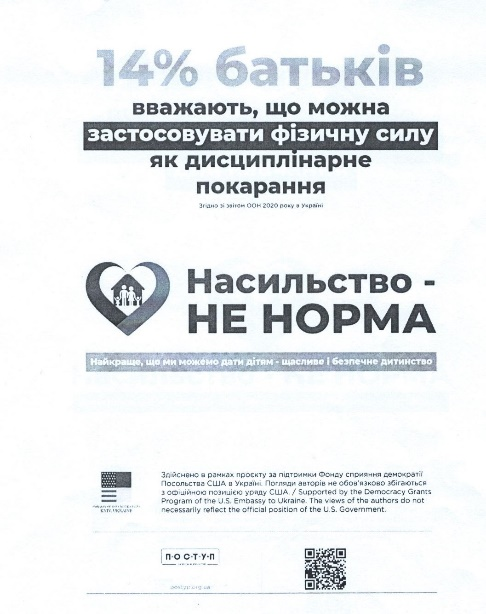 14% батьків
вважають, що можна
застосовувати фізичну силу
як дисциплінарне
покарання
Згідно зі звітом ООН 2020 року в Україні
Насильство -
НЕ НОРМА
Найкраще, що ми можемо дати дітям - щасливе і безпечне дитинство
Здійснено в рамках проєкту за підтримки Фонду сприяння демократії
Посольства США в Україні. Погляди авторів не обов'язково збігаються
з офіційною позицією уряду США. / Supported by the Democracy Grants
Program of the U.S. Embassy to Ukraine. The views of the authors do not
necessarily reflect the official position of the U.S. Government.
KYIV, UKRAINE
П·О·С·Т·У·П